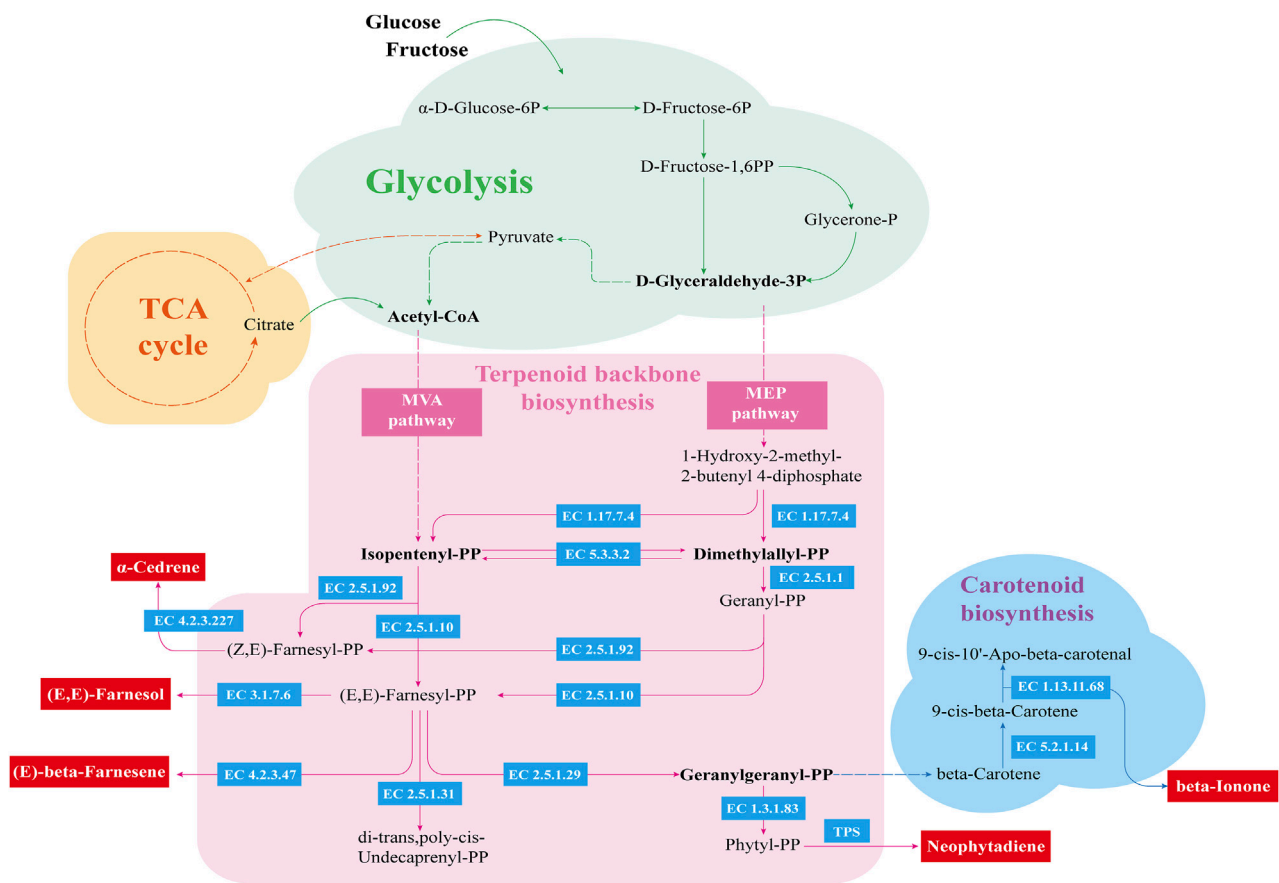 Glucose
Fructose
α-D-Glucose-6P
D-Fructose-6P
D-Fructose-1,6PP
Glycolysis
Glycerone-P
Pyruvate
D-Glyceraldehyde-3P
TCA
cycle
Citrate
Acetyl-CoA
Terpenoid backbone
biosynthesis
MVA
pathway
MEP
pathway
1-Hydroxy-2-methyl-
2-butenyl 4-diphosphate
EC 1.17.7.4
EC 1.17.7.4
Isopentenyl-PP
EC 5.3.3.2
Dimethylallyl-PP
α-Cedrene
EC 2.5.1.92
EC 2.5.1.1
Geranyl-PP
EC 4.2.3.227
EC 2.5.1.10
(Z,E)-Farnesyl-PP
EC 2.5.1.92
Carotenoid
biosynthesis
9-cis-10'-Apo-beta-carotenal
(E,E)-Farnesol
EC 3.1.7.6
(E,E)-Farnesyl-PP
EC 2.5.1.10
EC 1.13.11.68
9-cis-beta-Carotene
EC 5.2.1.14
(E)-beta-Farnesene
EC 4.2.3.47
EC 2.5.1.29
Geranylgeranyl-PP
beta-Carotene
beta-Ionone
EC 2.5.1.31
EC 1.3.1.83
di-trans,poly-cis-
Undecaprenyl-PP
Phytyl-PP
TPS
Neophytadiene